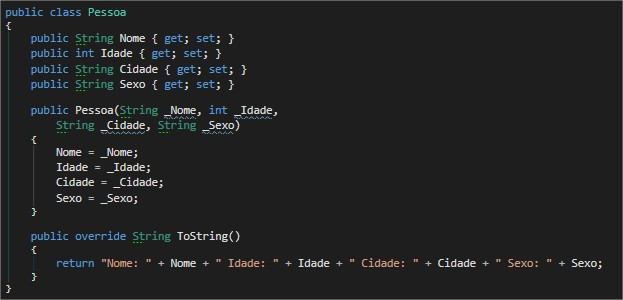 public class Pessoa
{
    public String Nome { get; set; }
    public int Idade { get; set; }
    public String Cidade { get; set; }
    public String Sexo { get; set; }
    public Pessoa(String _Nome, int _Idade,
        String _Cidade, String _Sexo)
    {
        Nome = _Nome;
        Idade = _Idade;
        Cidade = _Cidade;
        Sexo = _Sexo;
    }
    public override String ToString()
    {
        return "Nome: " + Nome + " Idade: " + Idade + " Cidade: " + Cidade + " Sexo: " + Sexo;
    }
}